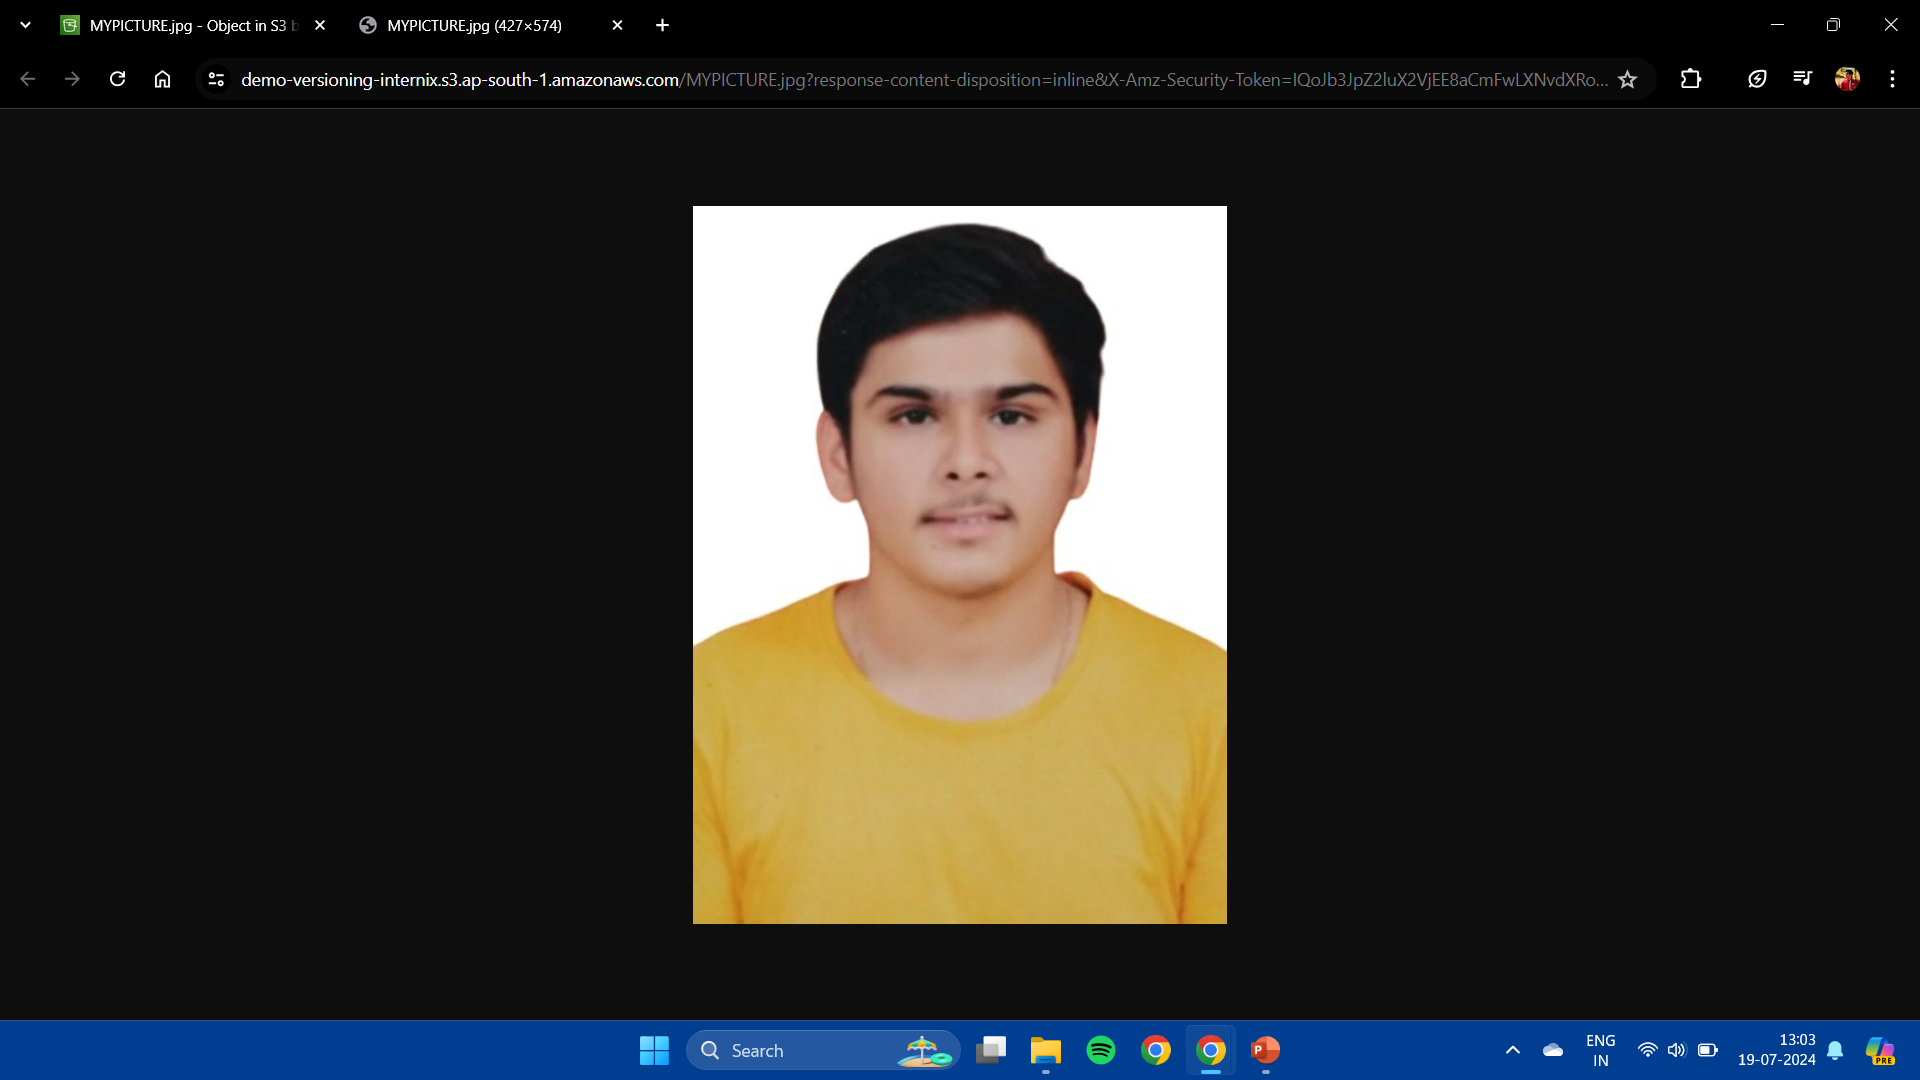 MYPICTURE.jpg - Object in S3 b
MYPICTURE.jpg (427×574)
demo-versioning-internix.s3.ap-south-1.amazonaws.com/MYPICTURE.jpg?response-content-disposition=inline&X-Amz-Security-Token=IQoJb3JpZ2luX2VjEE8aCmFwLXNvdXRo...
Search
P
ENG
IN
13:03
19-07-2024
PRE